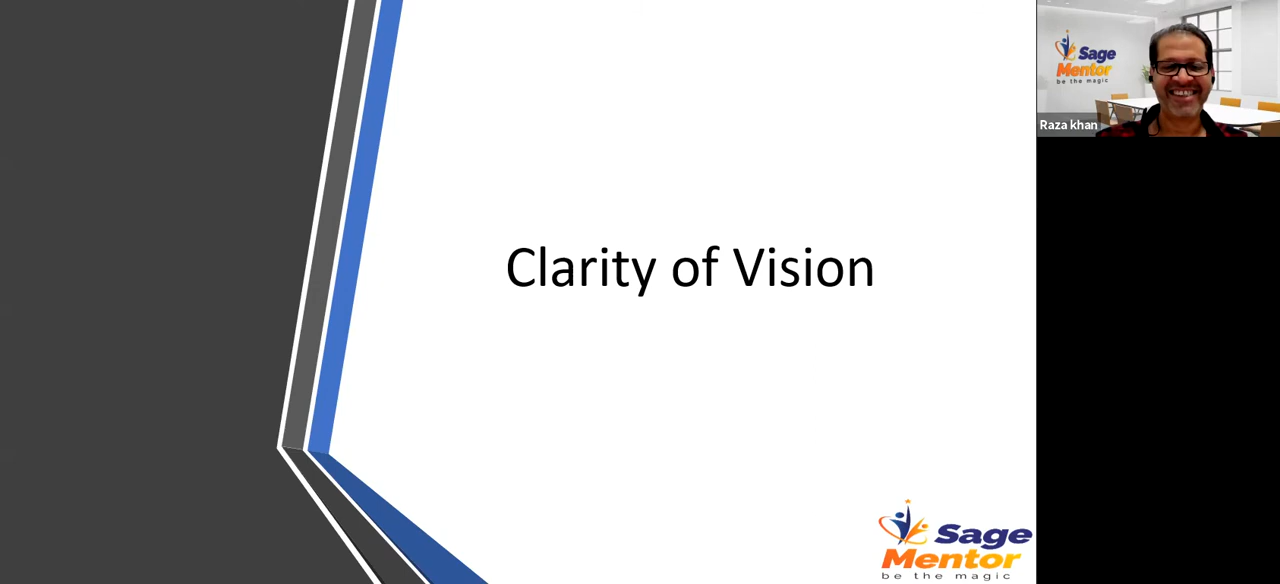 Clarity of Vision
Sage
Mentor
be the magic
Sage
Mentor
be the magic
Raza khan